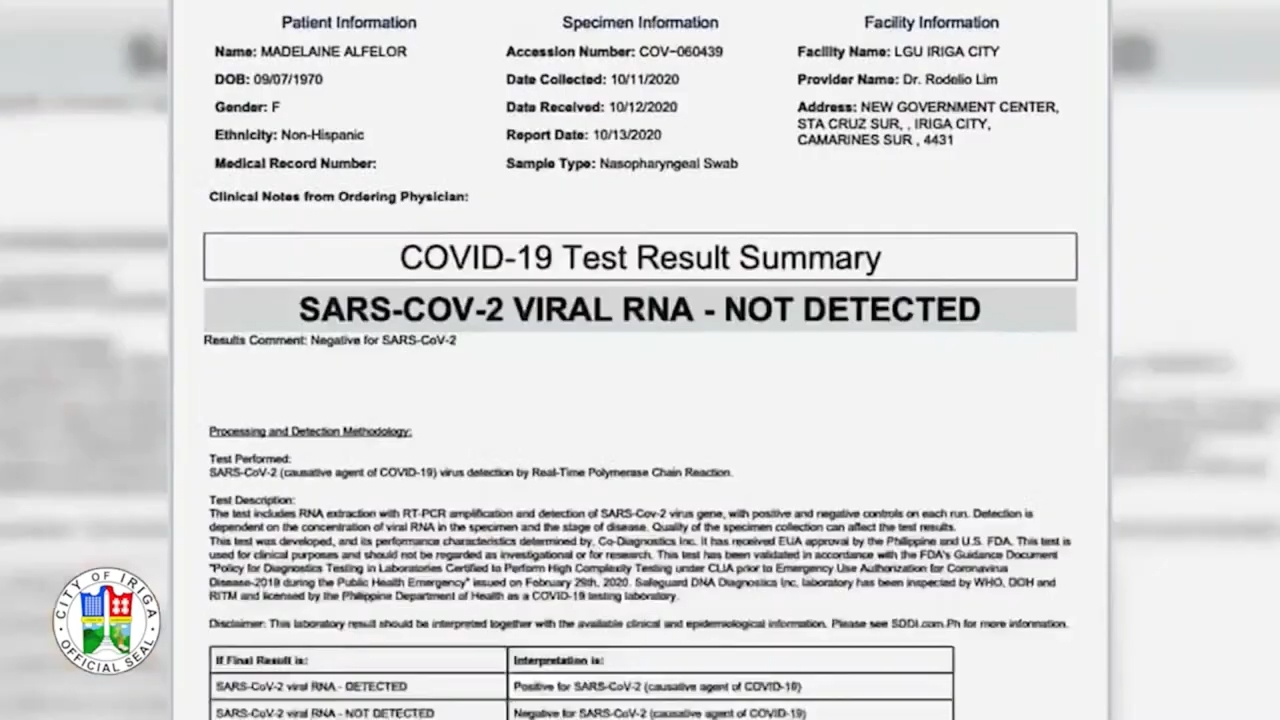 Patient Information
Name: MADELAINE ALFELOR
DOB: 09/07/1970
Gender: F
Ethnicity: Non-Hispanic
Medical Record Number:
Specimen Information
Accession Number: COV-060439
Date Collected: 10/11/2020
Date Received: 10/12/2020
Report Date: 10/13/2020
Sample Type: Nasopharyngeal Swab
Facility Information
Facility Name: LGU IRIGA CITY
Provider Name: Dr. Rodelio Lim
Address: NEW GOVERNMENT CENTER,
STA CRUZ SUR, , IRIGA CITY,
CAMARINES SUR , 4431
Clinical Notes from Ordering Physician:
COVID-19 Test Result Summary
SARS-COV-2 VIRAL RNA - NOT DETECTED
Results Comment: Negative for SARS-CoV-2
Processing and Detection Methodology:
Test Performed:
SARS-CoV-2 (causative agent of COVID-19) virus detection by Real-Time Polymerase Chain Reaction.
Test Description:
The test includes RNA extraction with RT-PCR amplification and detection of SARS-Cov-2 virus gene, with positive and negative controls on each run. Detection is
dependent on the concentration of viral RNA in the specimen and the stage of disease. Quality of the specimen collection can affect the test results.
This test was developed, and its performance characteristics determined by, Co-Diagnostics Inc. It has received EUA approval by the Philippine and U.S. FDA. This test is
used for clinical purposes and should not be regarded as investigational or for research. This test has been validated in accordance with the FDA's Guidance Document
"Policy for Diagnostics Testing in Laboratories Certified to Perform High Complexity Testing under CLIA prior to Emergency Use Authorization for Coronavirus
Disease-2019 during the Public Health Emergency" issued on February 29th, 2020. Safeguard DNA Diagnostics Inc. laboratory has been inspected by WHO, DOH and
RITM and licensed by the Philippine Department of Health as a COVID-19 testing laboratory.
Disclaimer: This laboratory result should be interpreted together with the available clinical and epidemiological information. Please see SDDI.com.Ph for more information.
If Final Result is: Interpretation is:
SARS-CoV-2 viral RNA - DETECTED Positive for SARS-CoV-2 (causative agent of COVID-19)
SARS-CoV-2 viral RNA - NOT DETECTED Negative for SARS-CoV-2 (causative agent of COVID-19)
CITY OF IRIGA
OFFICIAL SEAL